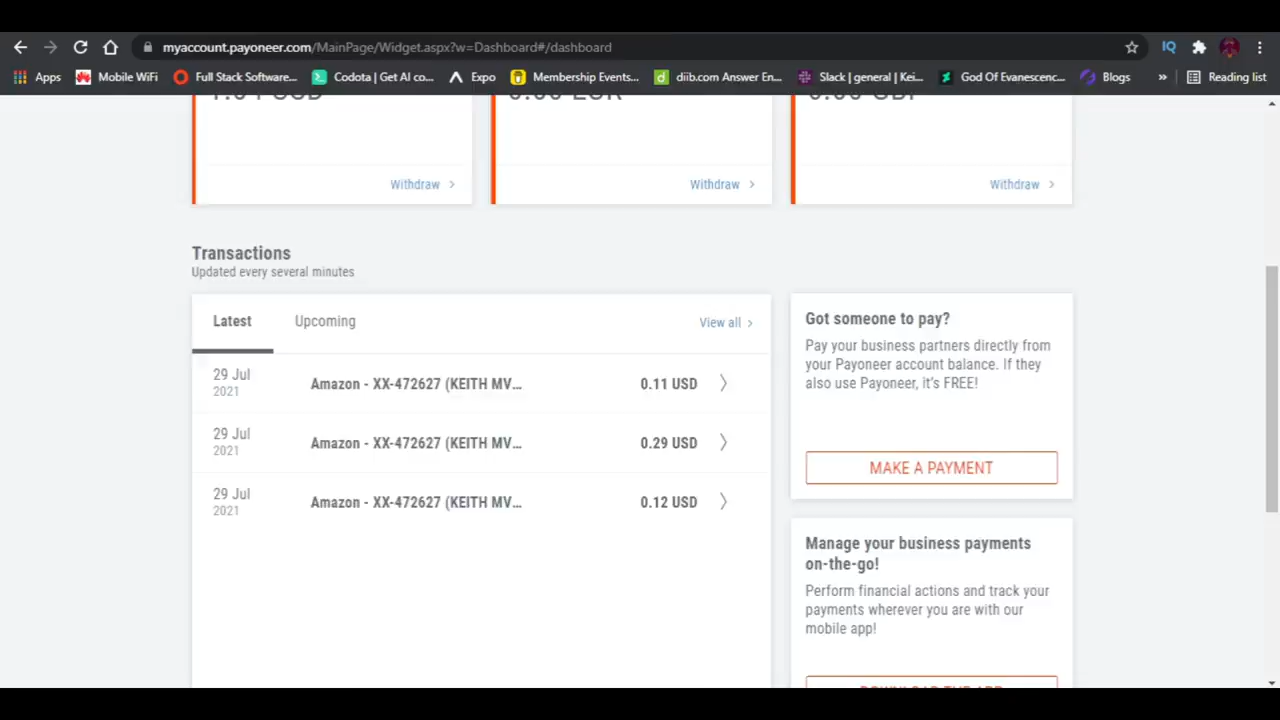 myaccount.payoneer.com/MainPage/Widget.aspx?w=Dashboard#/dashboard
IQ
Apps Mobile WiFi Full Stack Software... Codota | Get AI co... Expo Membership Events... diib.com Answer En... Slack | general | Kei... God Of Evanescenc... Blogs » Reading list
Withdraw > Withdraw > Withdraw >
Transactions
Updated every several minutes
Latest Upcoming View all >
29 Jul
2021
Amazon - XX-472627 (KEITH MV... 0.11 USD >
29 Jul
2021
Amazon - XX-472627 (KEITH MV... 0.29 USD >
29 Jul
2021
Amazon - XX-472627 (KEITH MV... 0.12 USD >
Got someone to pay?
Pay your business partners directly from
your Payoneer account balance. If they
also use Payoneer, it's FREE!
MAKE A PAYMENT
Manage your business payments
on-the-go!
Perform financial actions and track your
payments wherever you are with our
mobile app!
DOWNLOAD THE APP